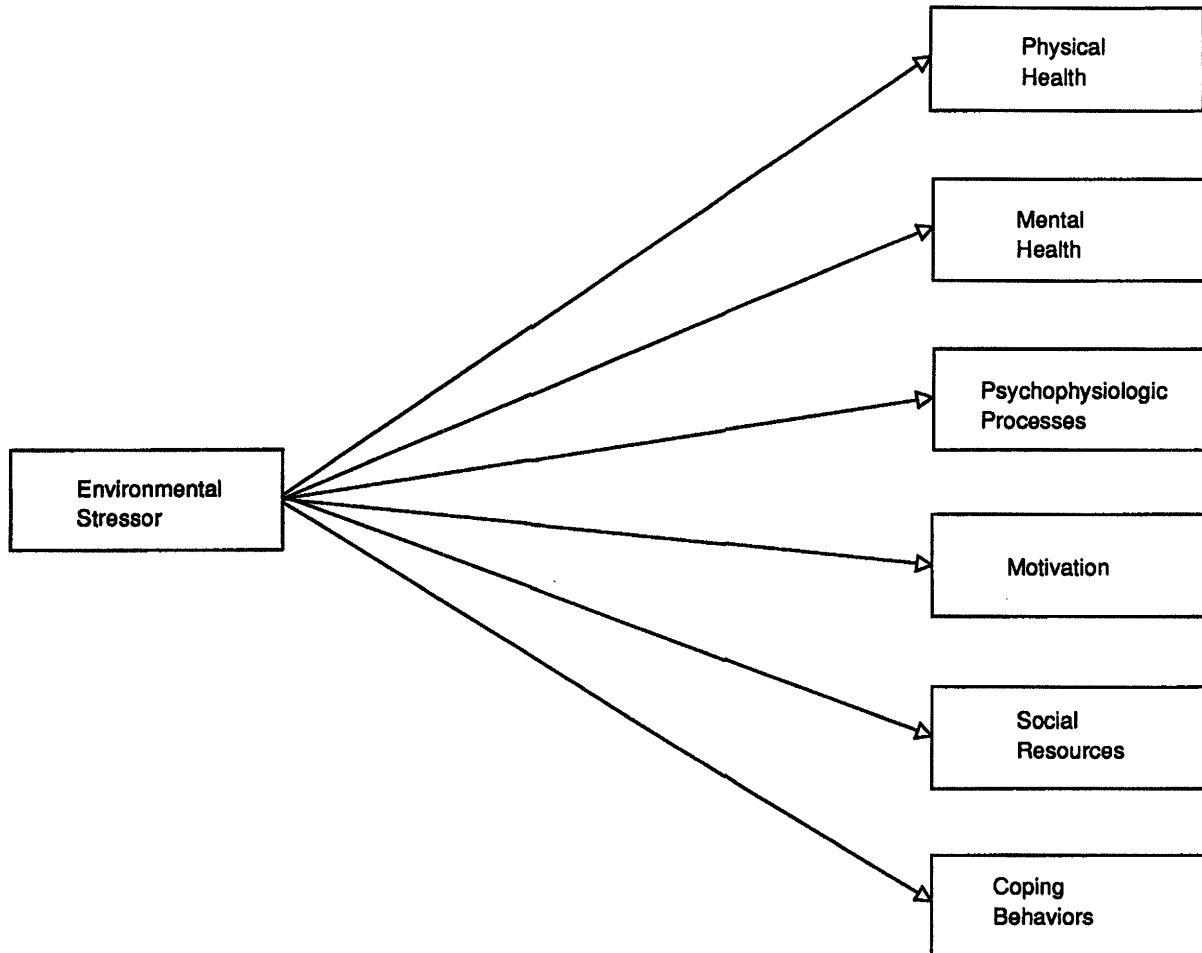 Physical
Health
Mental
Health
Psychophysiologic
Processes
Environmental
Stressor
Motivation
Social
Resources
Coping
Behaviors